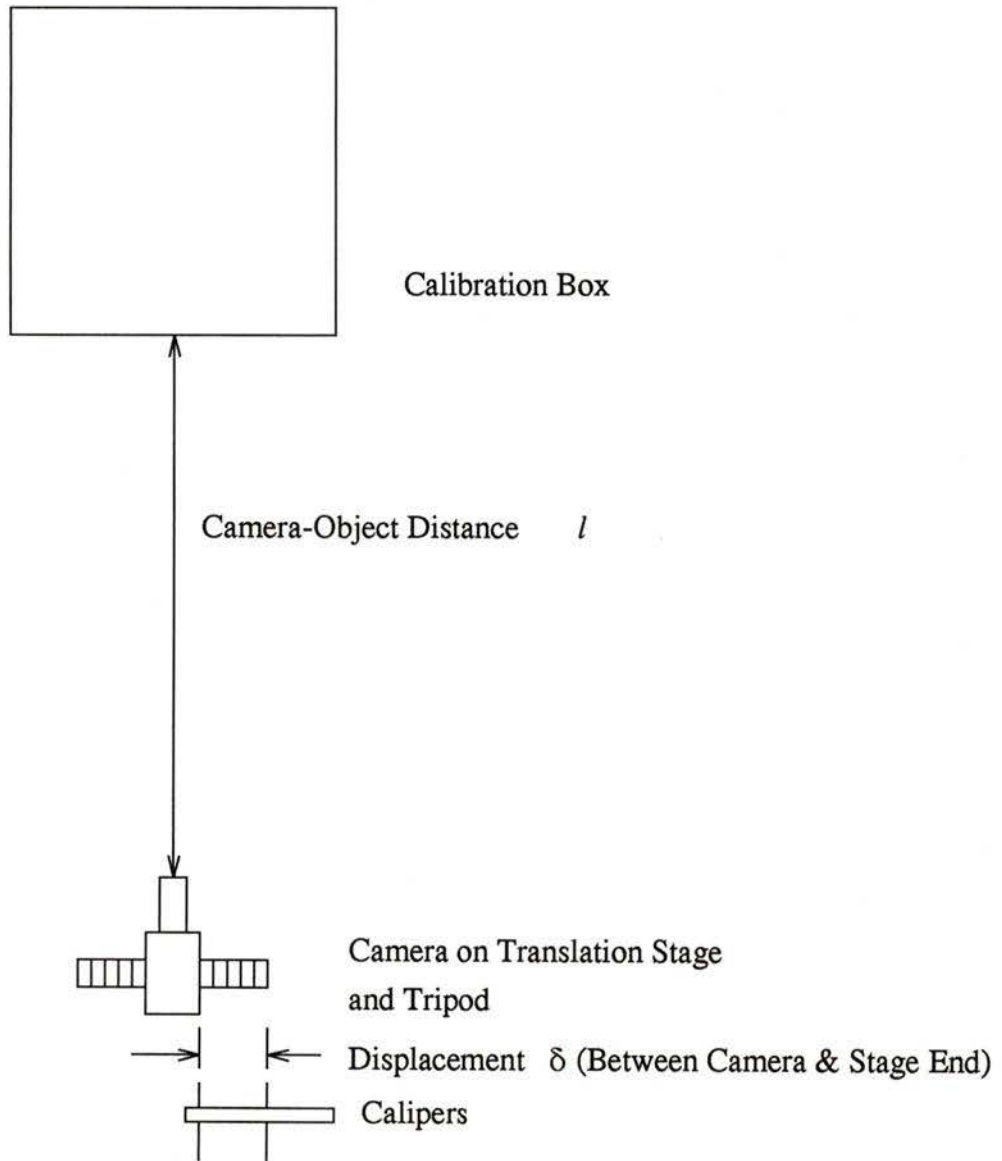 Calibration Box
Camera-Object Distance l
Camera on Translation Stage
and Tripod
Displacement δ (Between Camera & Stage End)
Calipers